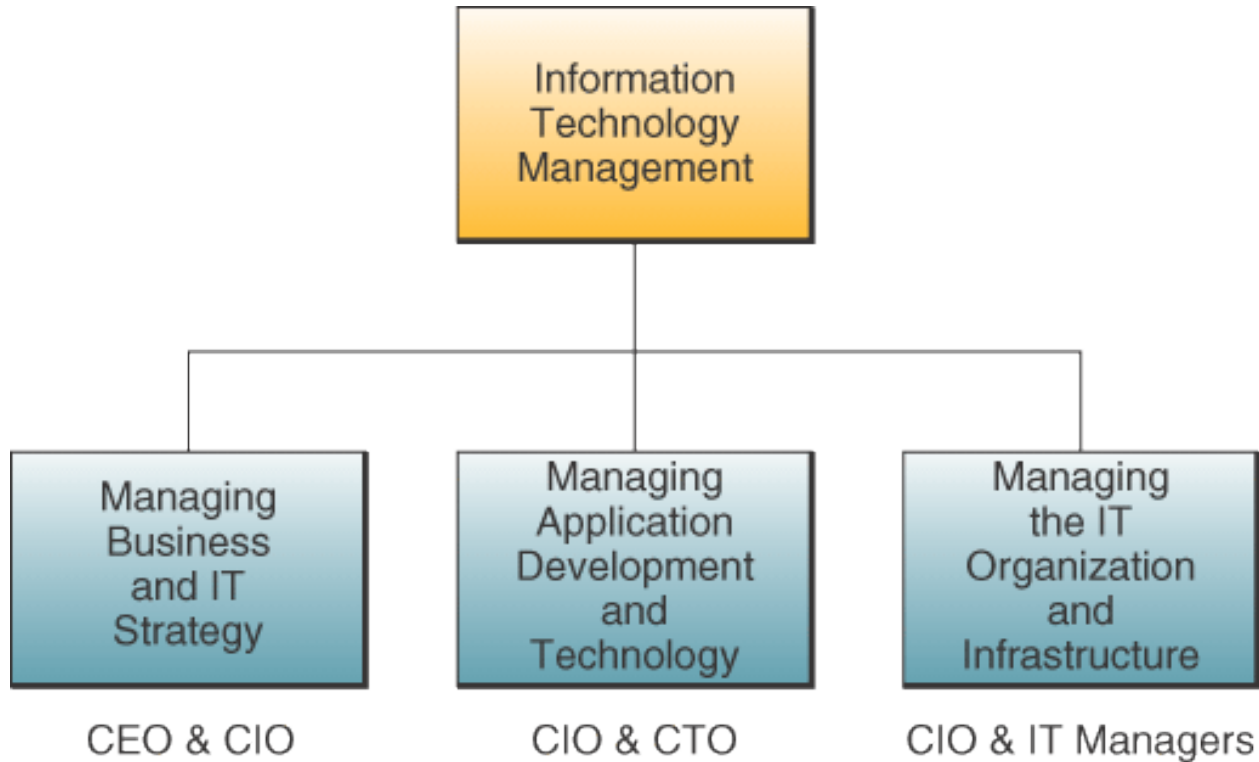 Information
Technology
Management
Managing
Business
and IT
Strategy
Managing
Application
Development
and
Technology
Managing
the IT
Organization
and
Infrastructure
CEO & CIO
CIO & CTO
CIO & IT Managers